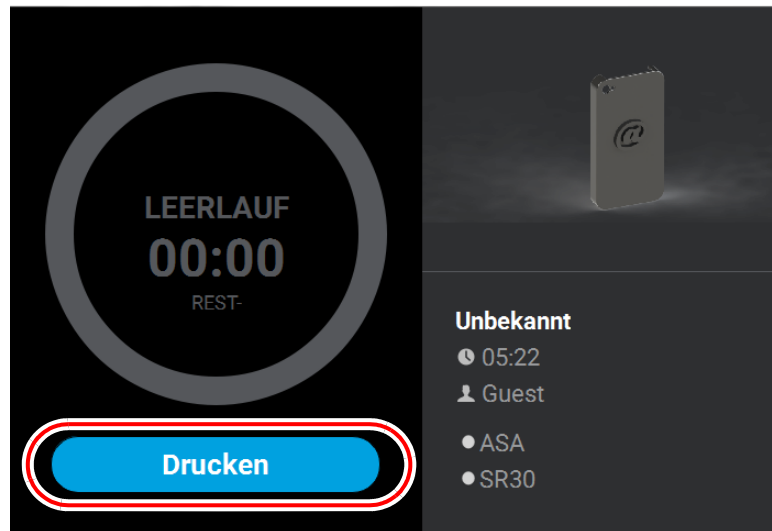 LEERLAUF
00:00
REST-
Drucken
@
Unbekannt
05:22
Guest
ASA
SR30